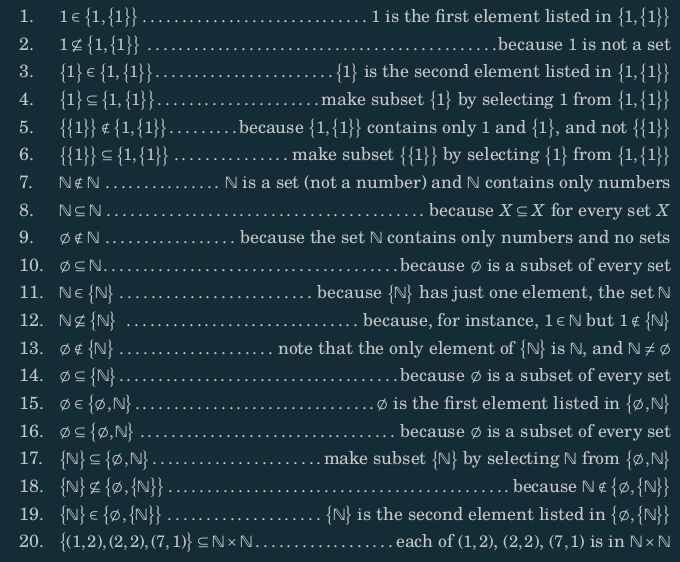 1. 1 ∈ {1,{1}} ............................ 1 is the first element listed in {1,{1}}
2. 1 ⊈ {1,{1}} ...........................................because 1 is not a set
3. {1} ∈ {1,{1}}......................{1} is the second element listed in {1,{1}}
4. {1} ⊆ {1,{1}}....................make subset {1} by selecting 1 from {1,{1}}
5. {{1}} ∉ {1,{1}}.........because {1,{1}} contains only 1 and {1}, and not {{1}}
6. {{1}} ⊆ {1,{1}} .............. make subset {{1}} by selecting {1} from {1,{1}}
7. ℕ ∉ ℕ .............. ℕ is a set (not a number) and ℕ contains only numbers
8. ℕ ⊆ ℕ ....................................... because X ⊆ X for every set X
9. ∅ ∉ ℕ ................ because the set ℕ contains only numbers and no sets
10. ∅ ⊆ ℕ....................................because ∅ is a subset of every set
11. ℕ ∈ {ℕ} ........................ because {ℕ} has just one element, the set ℕ
12. ℕ ⊈ {ℕ} ............................. because, for instance, 1 ∈ ℕ but 1 ∉ {ℕ}
13. ∅ ∉ {ℕ} ................... note that the only element of {ℕ} is ℕ, and ℕ ≠ ∅
14. ∅ ⊆ {ℕ}..................................because ∅ is a subset of every set
15. ∅ ∈ {∅,ℕ}.............................∅ is the first element listed in {∅,ℕ}
16. ∅ ⊆ {∅,ℕ} ............................... because ∅ is a subset of every set
17. {ℕ} ⊆ {∅,ℕ}.....................make subset {ℕ} by selecting ℕ from {∅,ℕ}
18. {ℕ} ⊈ {∅,{ℕ}} ......................................... because ℕ ∉ {∅,{ℕ}}
19. {ℕ} ∈ {∅,{ℕ}} ................... {ℕ} is the second element listed in {∅,{ℕ}}
20. {(1,2),(2,2),(7,1)} ⊆ ℕ × ℕ.................each of (1,2), (2,2), (7,1) is in ℕ × ℕ